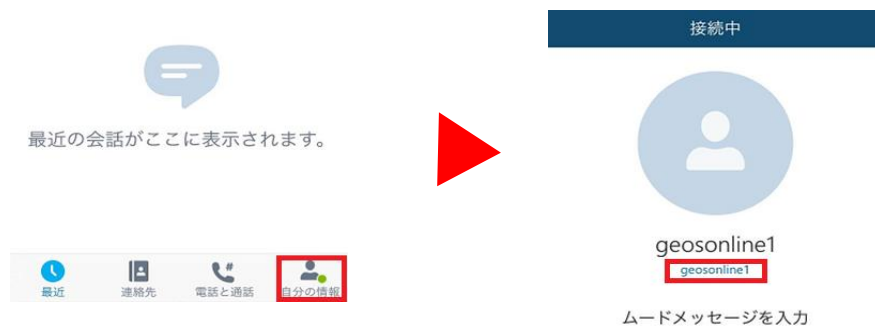 最近の会話がここに表示されます。
最近
連絡先
電話と通話
自分の情報
接続中
geosonline1
geosonline1
ムードメッセージを入力